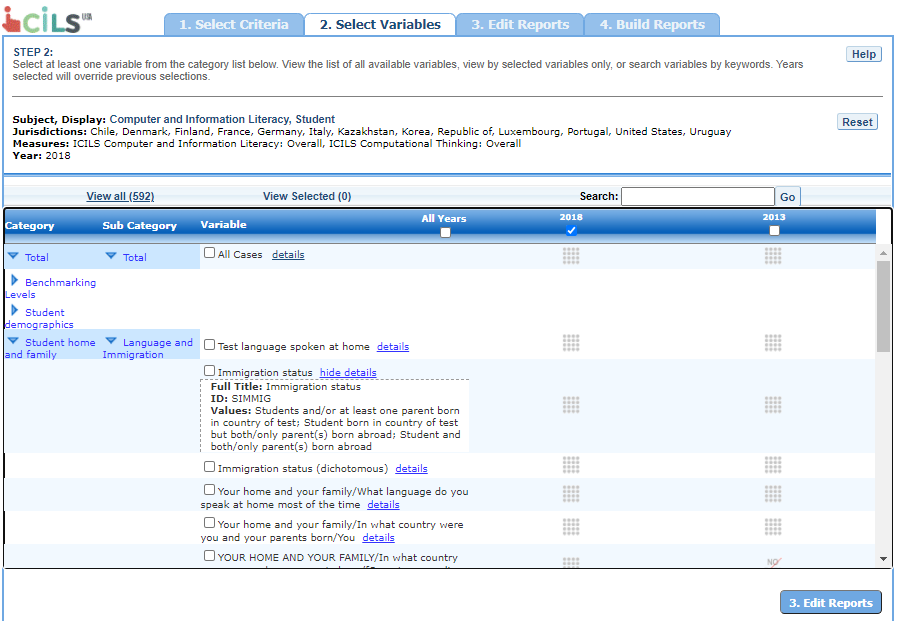 iCiLS USA
1. Select Criteria
2. Select Variables
3. Edit Reports
4. Build Reports
STEP 2:
Help
Select at least one variable from the category list below. View the list of all available variables, view by selected variables only, or search variables by keywords. Years
selected will override previous selections.
Subject, Display: Computer and Information Literacy, Student
Reset
Jurisdictions: Chile, Denmark, Finland, France, Germany, Italy, Kazakhstan, Korea, Republic of, Luxembourg, Portugal, United States, Uruguay
Measures: ICILS Computer and Information Literacy: Overall, ICILS Computational Thinking: Overall
Year: 2018
View all (592)
View Selected (0)
Search:
Go
Category
Sub Category
Variable
All Years
2018
2013
Total
Total
All Cases details
Benchmarking
Levels
Student
demographics
Student home
and family
Language and
Immigration
Test language spoken at home details
Immigration status hide details
Full Title: Immigration status
ID: SIMMIG
Values: Students and/or at least one parent born
in country of test; Student born in country of test
but both/only parent(s) born abroad; Student and
both/only parent(s) born abroad
Immigration status (dichotomous) details
Your home and your family/What language do you
speak at home most of the time details
Your home and your family/In what country were
you and your parents born/You details
YOUR HOME AND YOUR FAMILY/In what country
NO
3. Edit Reports